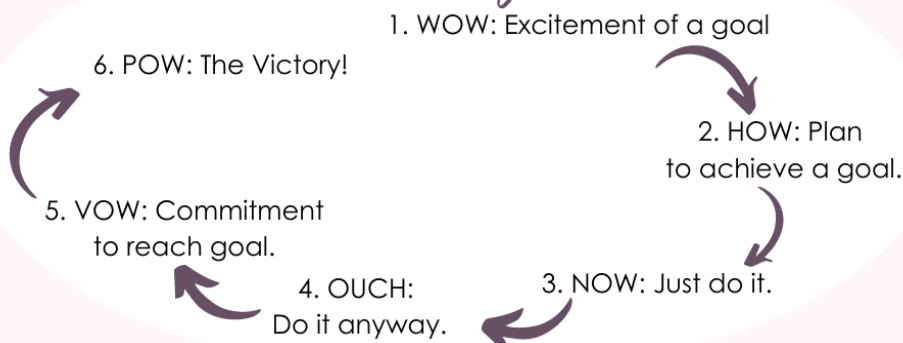 1. WOW: Excitement of a goal
2. HOW: Plan
to achieve a goal.
3. NOW: Just do it.
4. OUCH:
Do it anyway.
5. VOW: Commitment
to reach goal.
6. POW: The Victory!